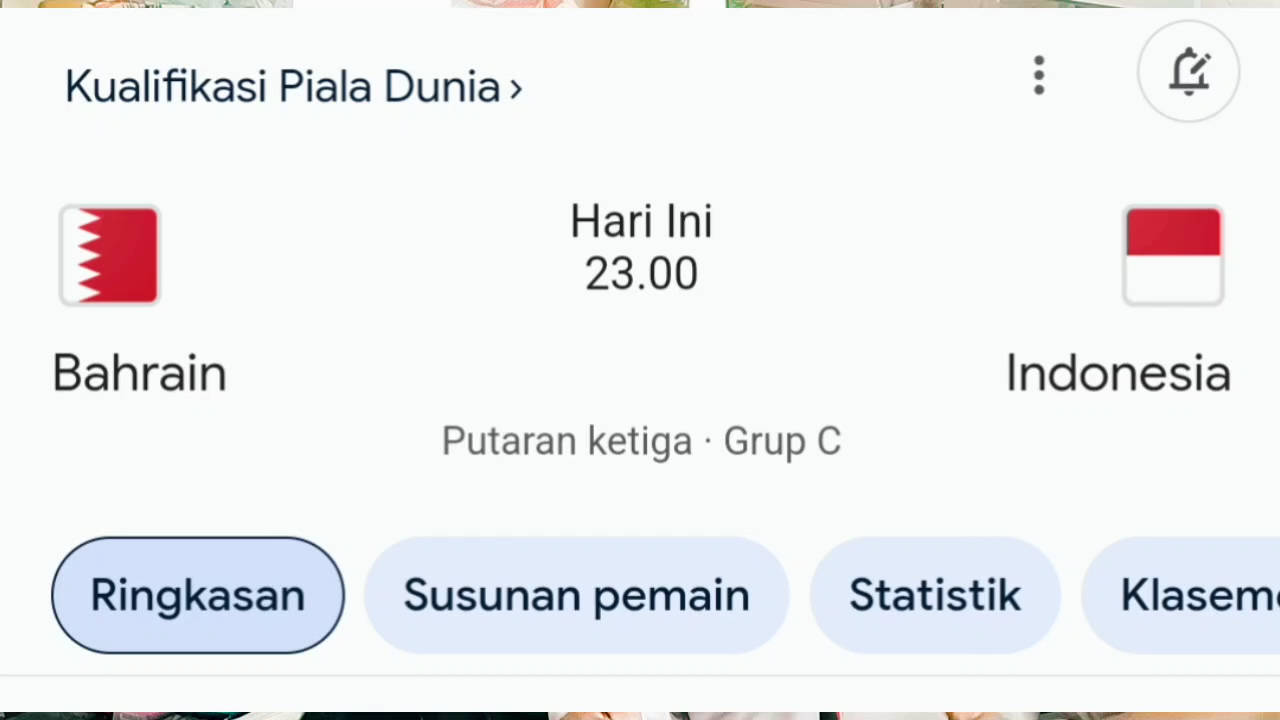 Kualifikasi Piala Dunia ›
Hari Ini
23.00
Bahrain
Indonesia
Putaran ketiga · Grup C
Ringkasan
Susunan pemain
Statistik